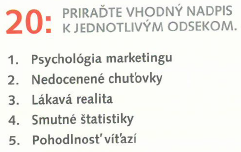 20: PRIRAĎTE VHODNÝ NADPIS
K JEDNOTLIVÝM ODSEKOM.
1. Psychológia marketingu
2. Nedocenené chuťovky
3. Lákavá realita
4. Smutné štatistiky
5. Pohodlnosť víťazí